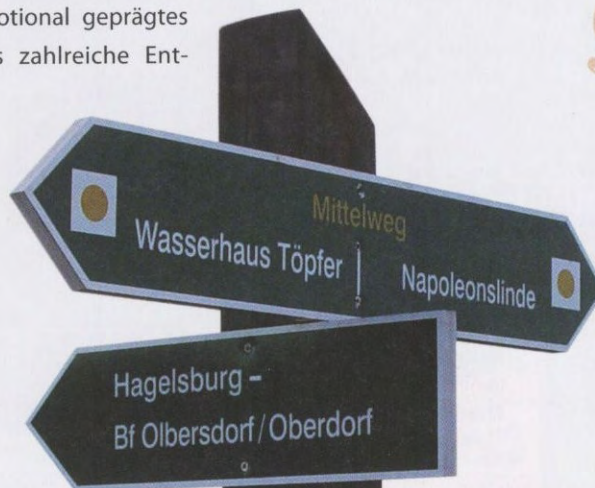 otional geprägtes
s zahlreiche Ent-
Mittelweg
Wasserhaus Töpfer
Napoleonslinde
Hagelsburg –
Bf Olbersdorf/Oberdorf